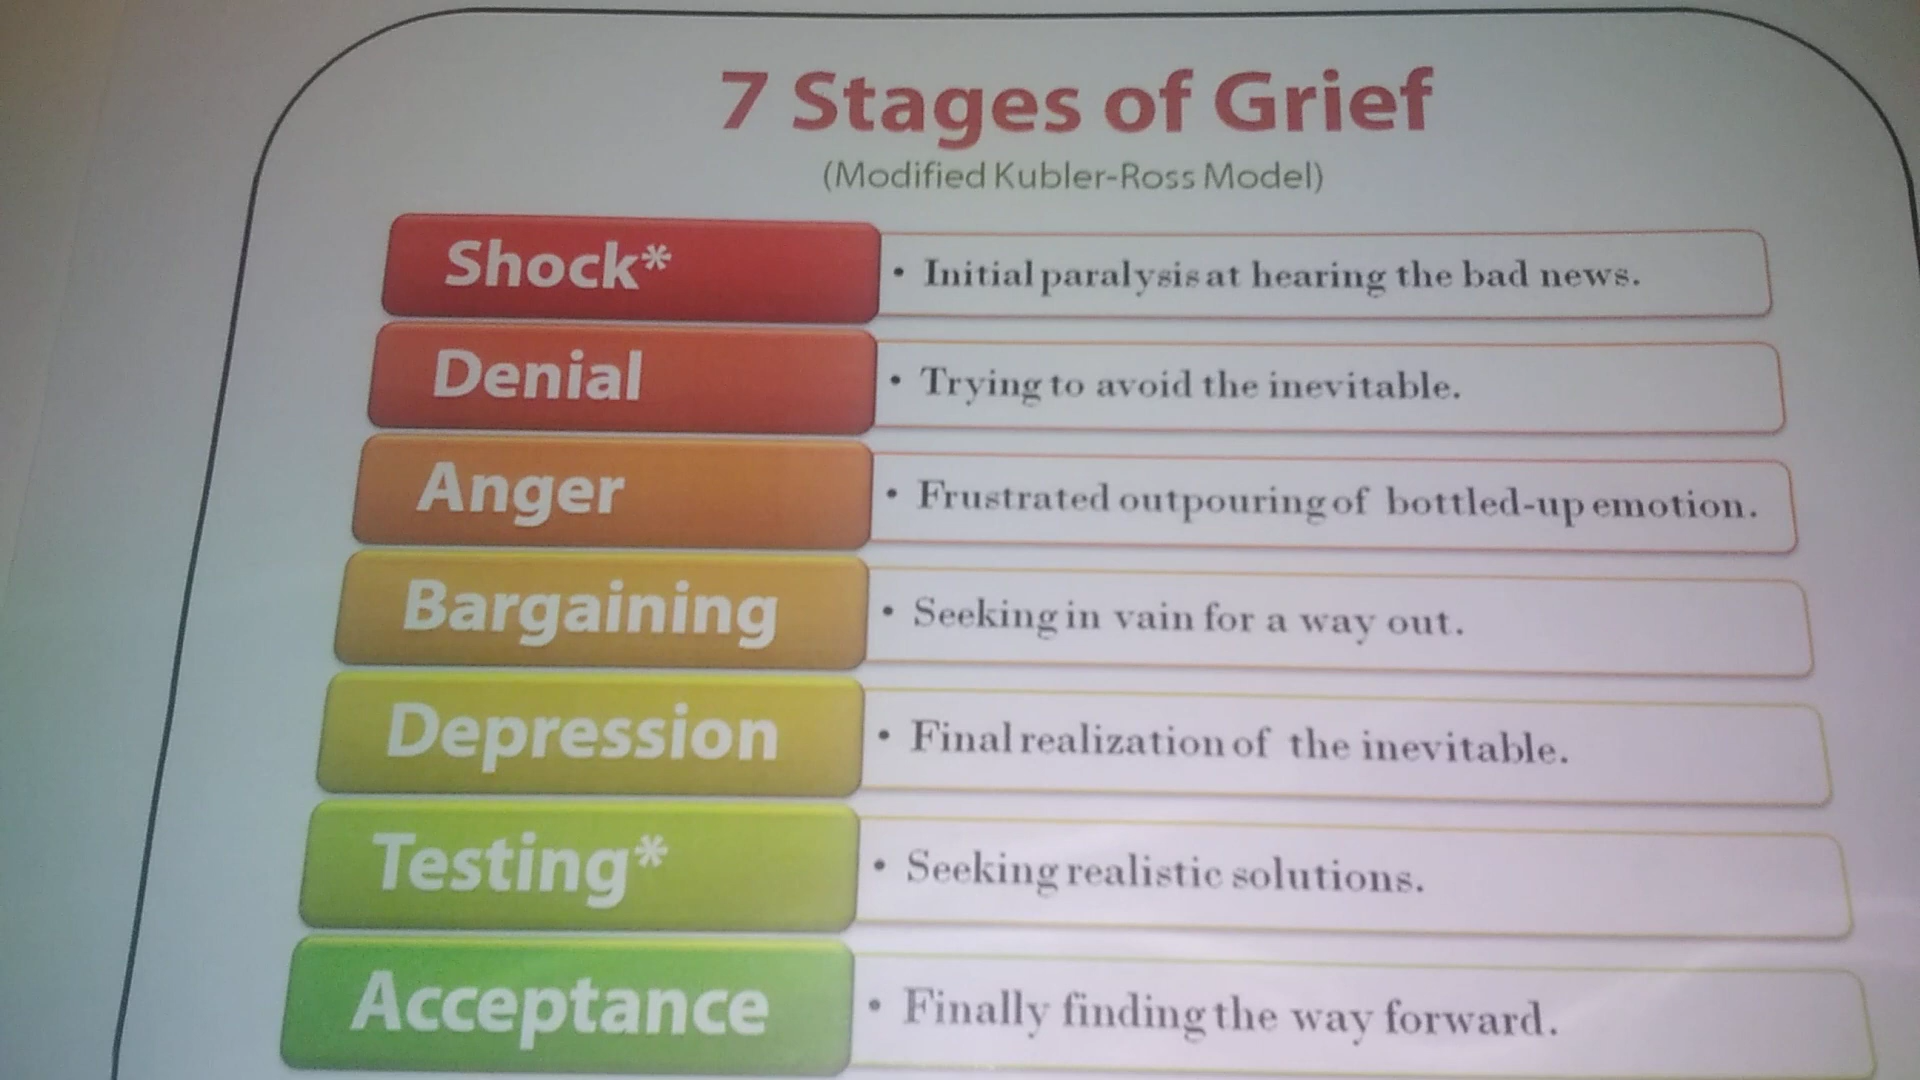 7 Stages of Grief
(Modified Kubler-Ross Model)
Shock*
• Initial paralysis at hearing the bad news.
Denial
• Trying to avoid the inevitable.
Anger
• Frustrated outpouring of bottled-up emotion.
Bargaining
• Seeking in vain for a way out.
Depression
• Final realization of the inevitable.
Testing*
• Seeking realistic solutions.
Acceptance
• Finally finding the way forward.